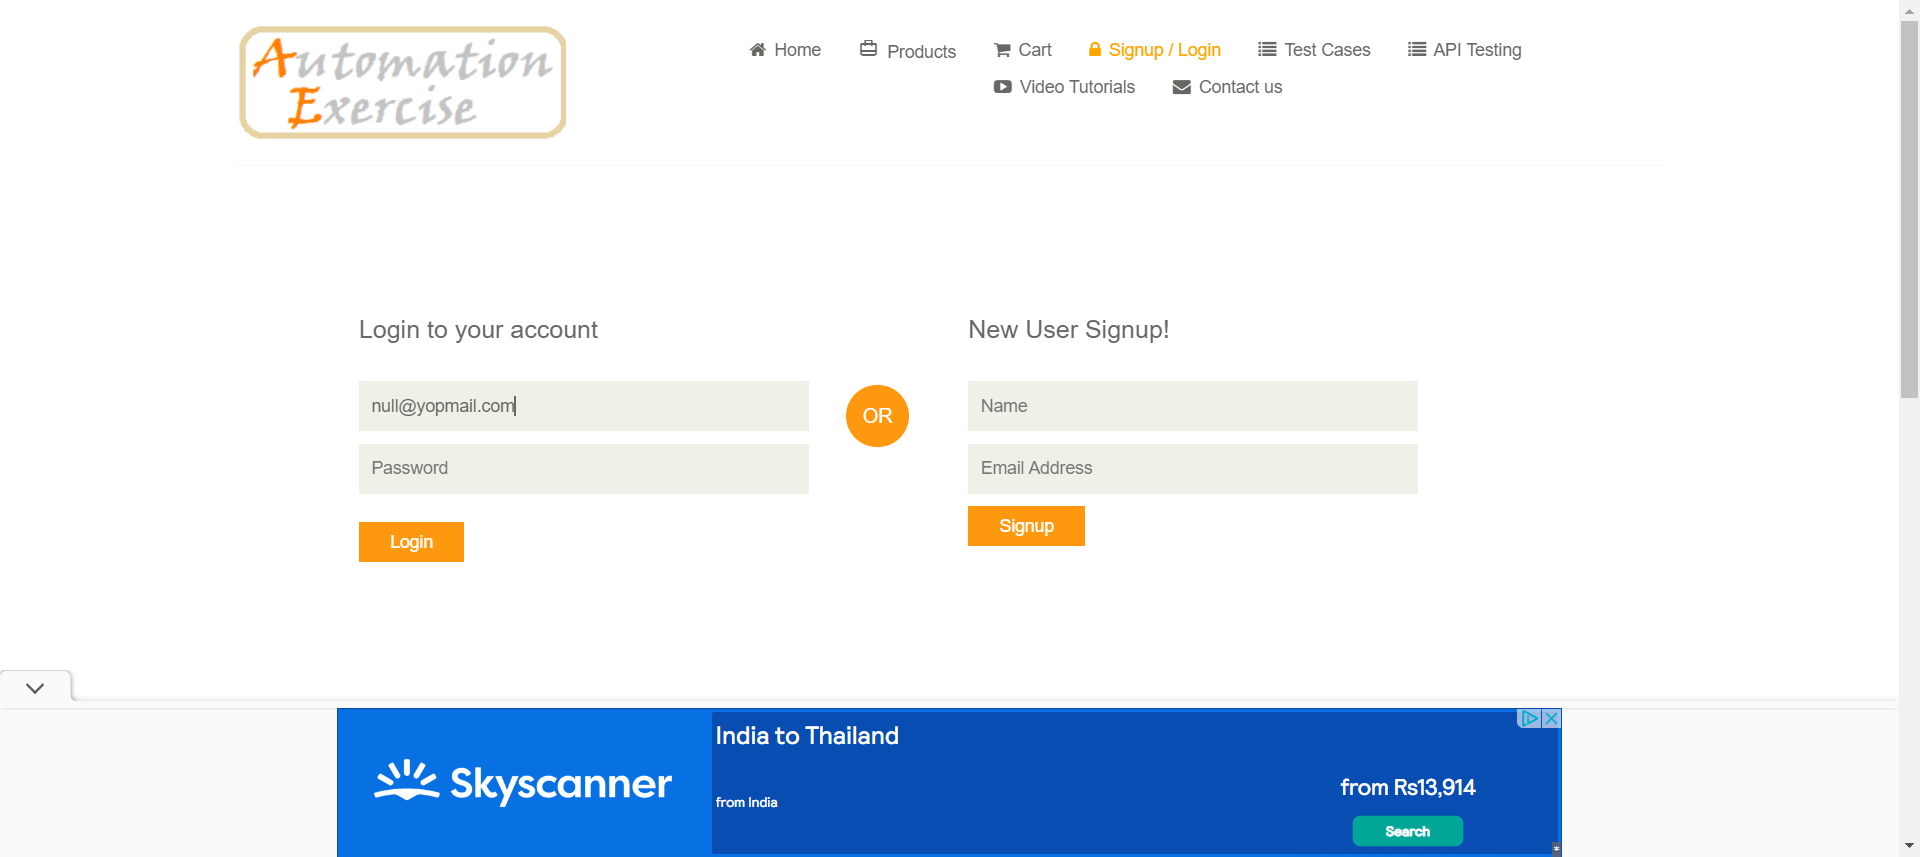 Automation
Exercise
Home
Products
Cart
Signup / Login
Test Cases
API Testing
Video Tutorials
Contact us
Login to your account
null@yopmail.com
Password
Login
OR
New User Signup!
Name
Email Address
Signup
Skyscanner
India to Thailand
from India
from Rs13,914
Search